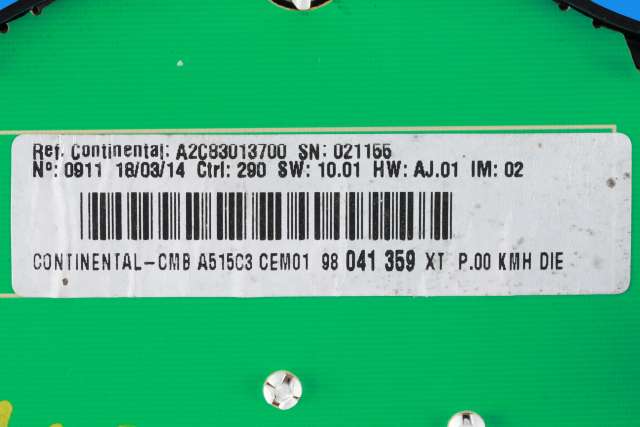 Ref. Continental: A2C83013700 SN: 021166
Nº: 0911 18/03/14 Ctrl: 290 SW: 10.01 HW: AJ.01 IM: 02
CONTINENTAL-CMB A515C3 CEM01 98 041 359 XT P.00 KMH DIE